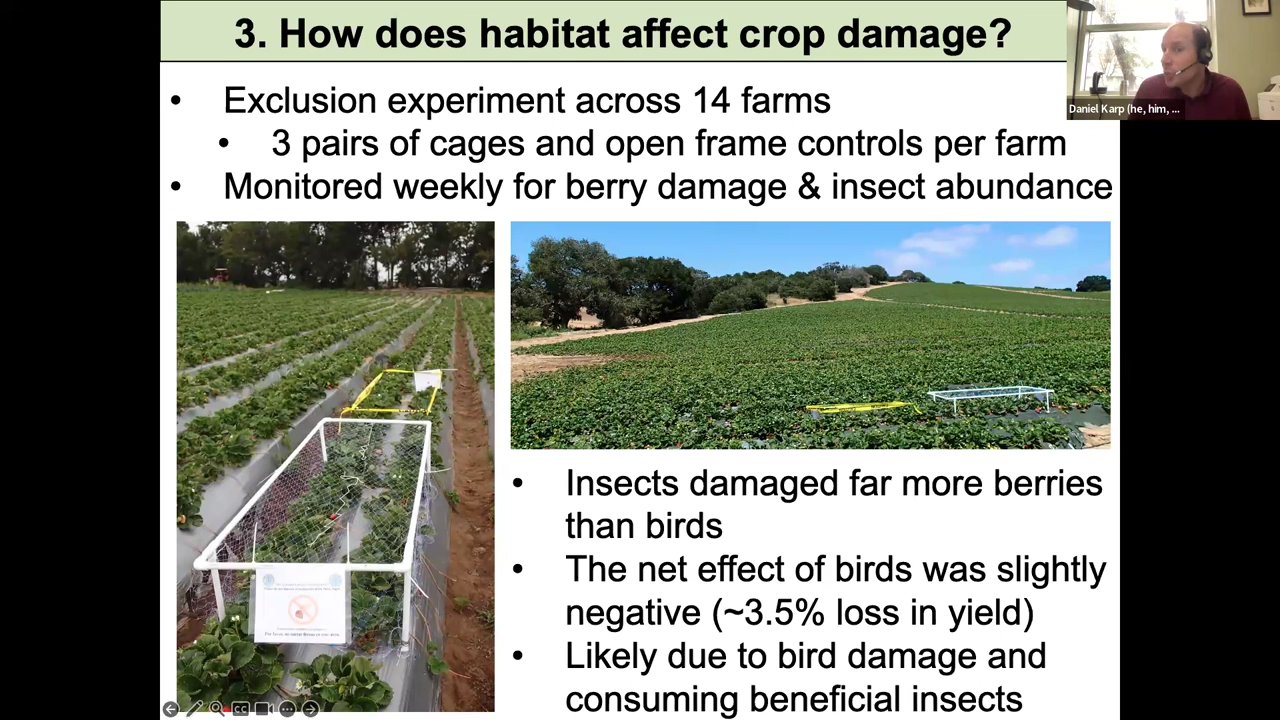 3. How does habitat affect crop damage?
Daniel Karp (he, him, ...
• Exclusion experiment across 14 farms
• 3 pairs of cages and open frame controls per farm
• Monitored weekly for berry damage & insect abundance
• Insects damaged far more berries
than birds
• The net effect of birds was slightly
negative (~3.5% loss in yield)
• Likely due to bird damage and
consuming beneficial insects
CC